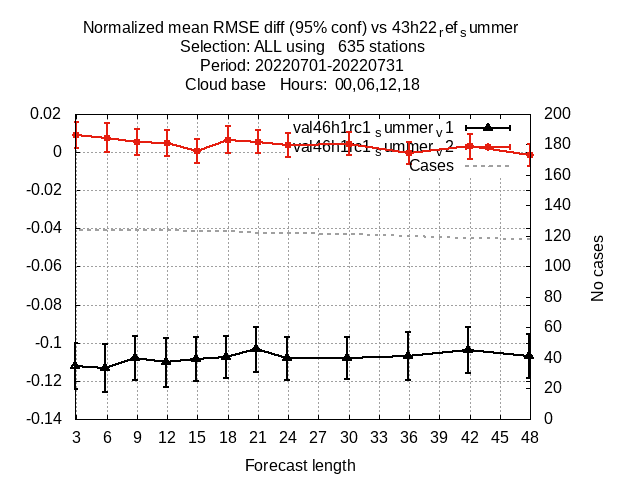 Normalized mean RMSE diff (95% conf) vs 43h22refsummer
Selection: ALL using 635 stations
Period: 20220701-20220731
Cloud base Hours: 00,06,12,18
val46h1rc1summerv1
val46h1rc1summerv2
Cases
0.02
0
-0.02
-0.04
-0.06
-0.08
-0.1
-0.12
-0.14
200
180
160
140
120
100
80
60
40
20
0
No cases
3 6 9 12 15 18 21 24 27 30 33 36 39 42 45 48
Forecast length